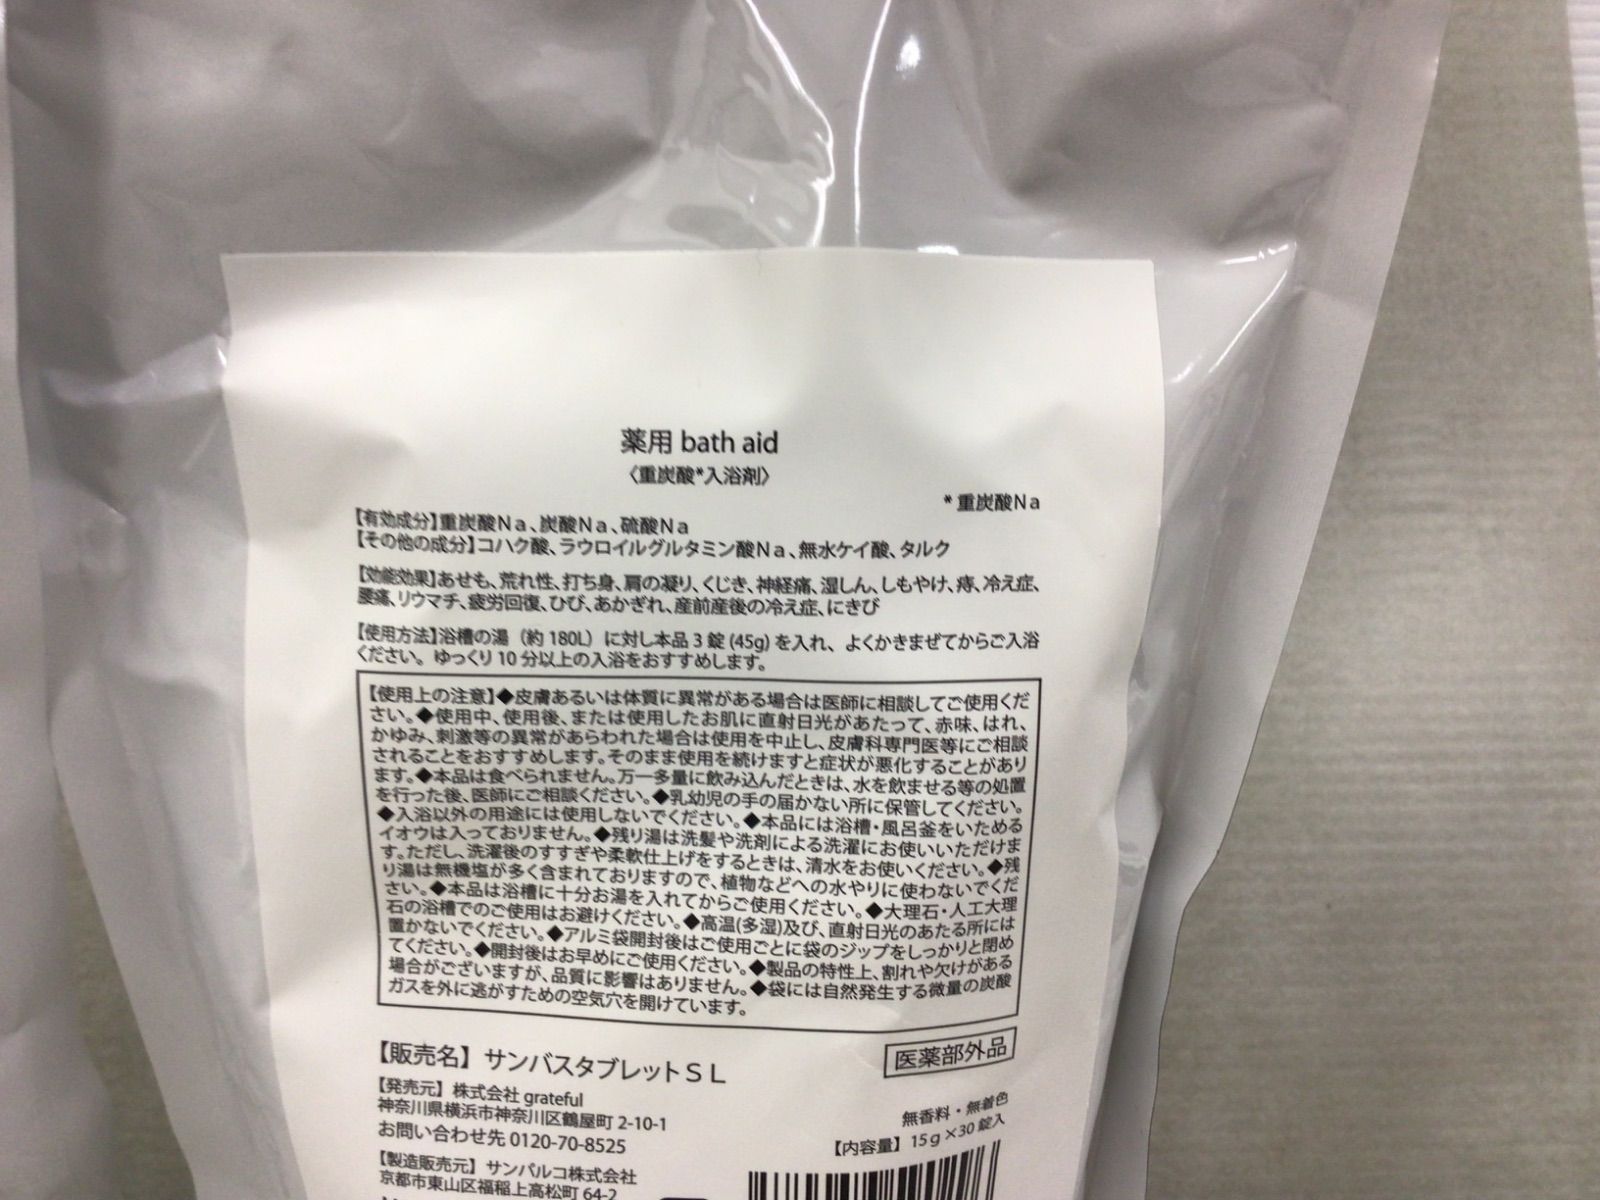 薬用 bath aid
〈重炭酸*入浴剤〉
* 重炭酸Na
【有効成分】重炭酸Na、炭酸Na、硫酸Na
【その他の成分】コハク酸、ラウロイルグルタミン酸Na、無水ケイ酸、タルク
【効能効果】あせも、荒れ性、打ち身、肩の凝り、くじき、神経痛、湿しん、しもやけ、痔、冷え症、
腰痛、リウマチ、疲労回復、ひび、あかぎれ、産前産後の冷え症、にきび
【使用方法】浴槽の湯（約180L）に対し本品3錠(45g)を入れ、よくかきまぜてからご入浴
ください。ゆっくり10分以上の入浴をおすすめします。
【使用上の注意】◆皮膚あるいは体質に異常がある場合は医師に相談してご使用くだ
さい。◆使用中、使用後、または使用したお肌に直射日光があたって、赤味、はれ、
かゆみ、刺激等の異常があらわれた場合は使用を中止し、皮膚科専門医等にご相談
されることをおすすめします。そのまま使用を続けますと症状が悪化することがあり
ます。◆本品は食べられません。万一多量に飲み込んだときは、水を飲ませる等の処置
を行った後、医師にご相談ください。◆乳幼児の手の届かない所に保管してください。
◆入浴以外の用途には使用しないでください。◆本品には浴槽・風呂釜をいためる
イオウは入っておりません。◆残り湯は洗髪や洗剤による洗濯にお使いいただけま
す。ただし、洗濯後のすすぎや柔軟仕上げをするときは、清水をお使いください。◆残
り湯は無機塩が多く含まれておりますので、植物などへの水やりに使わないでくだ
さい。◆本品は浴槽に十分お湯を入れてからご使用ください。◆大理石・人工大理
石の浴槽でのご使用はお避けください。◆高温(多湿)及び、直射日光のあたる所には
置かないでください。◆アルミ袋開封後はご使用ごとに袋のジップをしっかりと閉め
てください。◆開封後はお早めにご使用ください。◆製品の特性上、割れや欠けがある
場合がございますが、品質に影響はありません。◆袋には自然発生する微量の炭酸
ガスを外に逃がすための空気穴を開けています。
【販売名】サンバスタブレットＳＬ
医薬部外品
【発売元】株式会社 grateful
神奈川県横浜市神奈川区鶴屋町 2-10-1
お問い合わせ先 0120-70-8525
無香料・無着色
【内容量】15g×30錠入
【製造販売元】サンパルコ株式会社
京都市東山区福稲上高松町 64-2